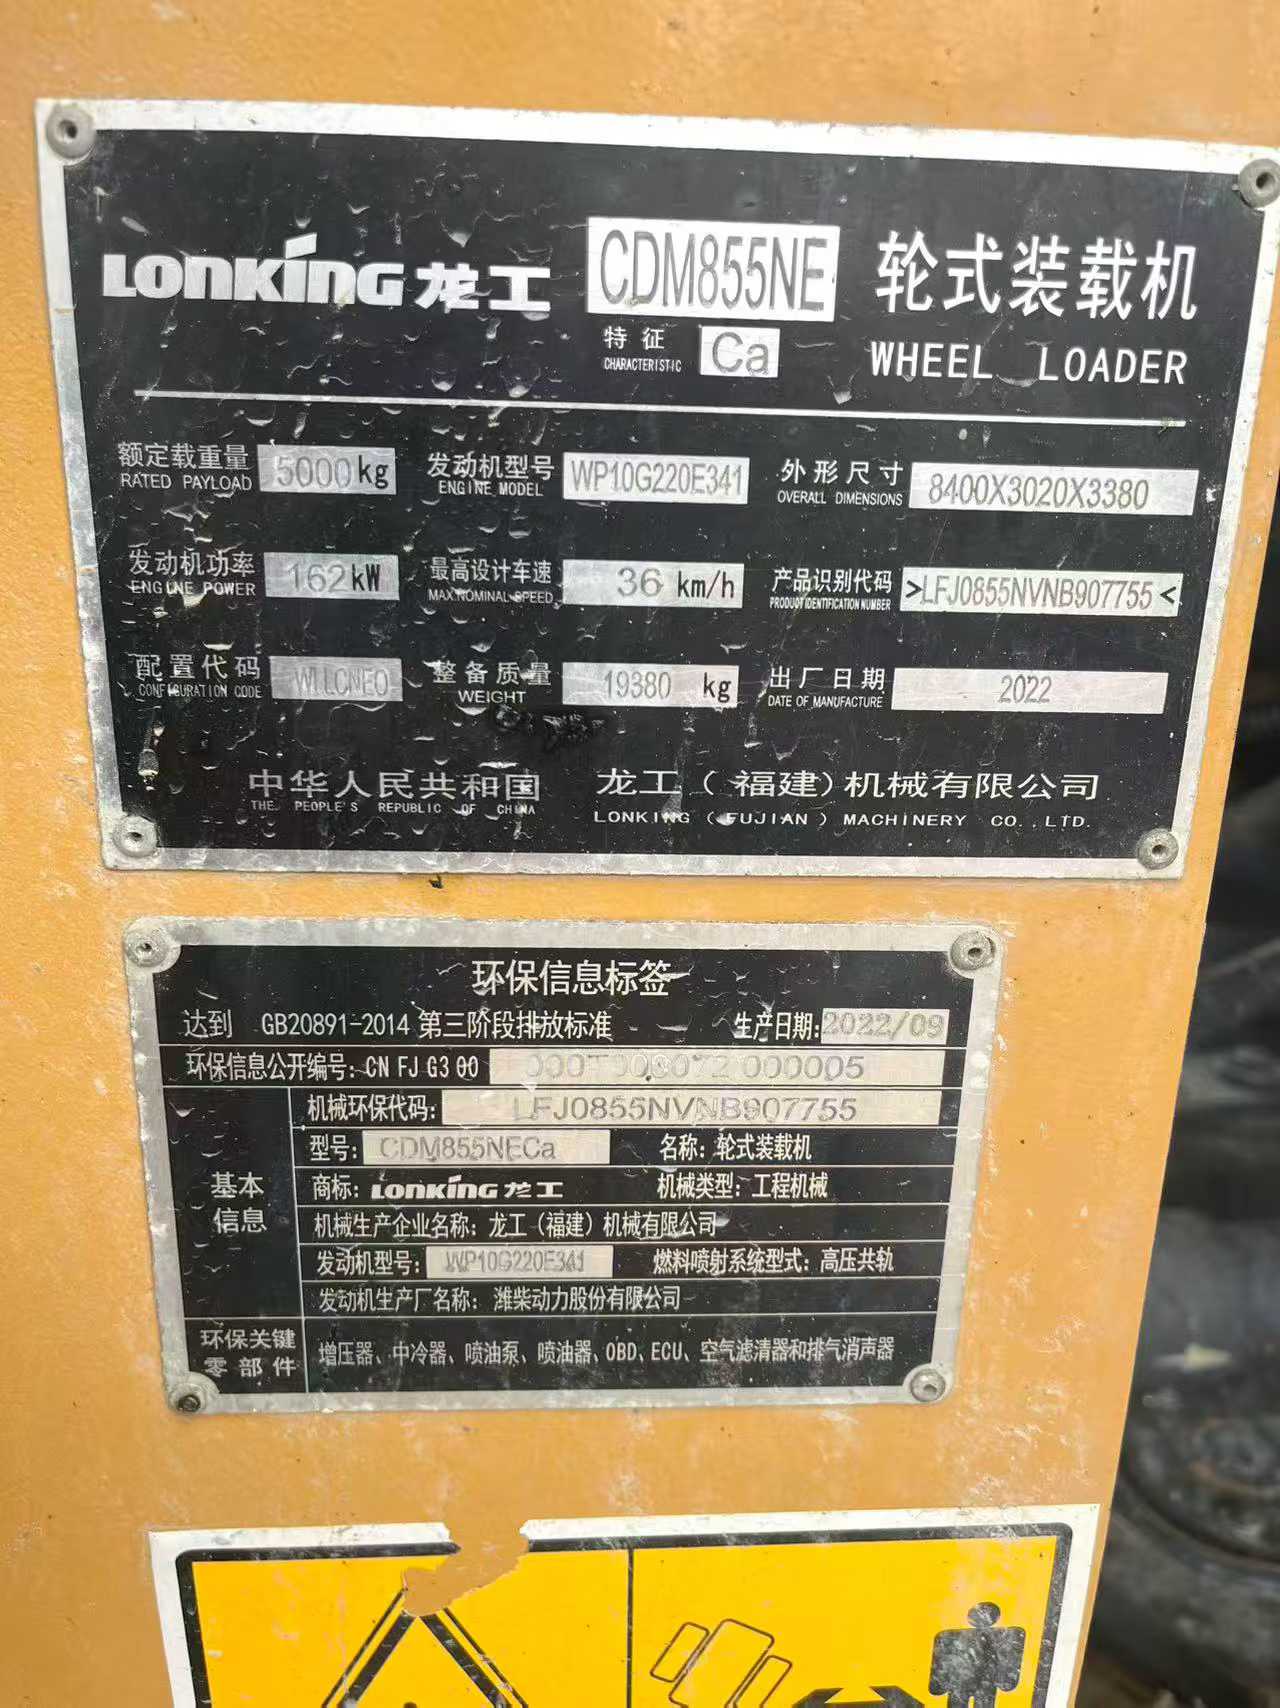 LONKING 龙工 CDM855NE 轮式装载机
特征 Ca
CHARACTERISTIC
WHEEL LOADER
额定载重量 5000kg 发动机型号 WP10G220E341 外形尺寸 8400X3020X3380
RATED PAYLOAD ENGINE MODEL OVERALL DIMENSIONS
发动机功率 162kW 最高设计车速 36 km/h 产品识别代码 >LFJ0855NVNB907755<
ENGINE POWER MAX.NOMINAL SPEED PRODUCT IDENTIFICATION NUMBER
配置代码 整备质量 19380 kg 出厂日期 2022
CONFIGURATION CODE WEIGHT DATE OF MANUFACTURE
中华人民共和国 龙工(福建)机械有限公司
THE PEOPLE'S REPUBLIC OF CHINA LONKING (FUJIAN) MACHINERY CO.,LTD.
环保信息标签
达到 GB20891-2014 第三阶段排放标准 生产日期:2022/09
环保信息公开编号: CN FJ G3 00
机械环保代码: LFJ0855NVNB907755
型号: CDM855NECa 名称: 轮式装载机
基本信息
商标: LONKING 龙工 机械类型: 工程机械
机械生产企业名称: 龙工(福建)机械有限公司
发动机型号: WP10G220E341 燃料喷射系统型式: 高压共轨
发动机生产厂名称: 潍柴动力股份有限公司
环保关键零部件 增压器、中冷器、喷油泵、喷油器、OBD、ECU、空气滤清器和排气消声器